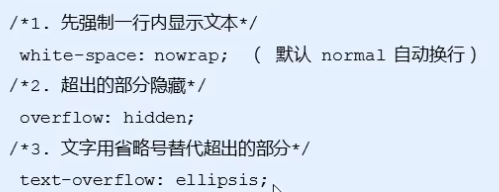 /*1. 先强制一行内显示文本*/
white-space: nowrap; （ 默认 normal 自动换行）
/*2. 超出的部分隐藏*/
overflow: hidden;
/*3. 文字用省略号替代超出的部分*/
text-overflow: ellipsis;